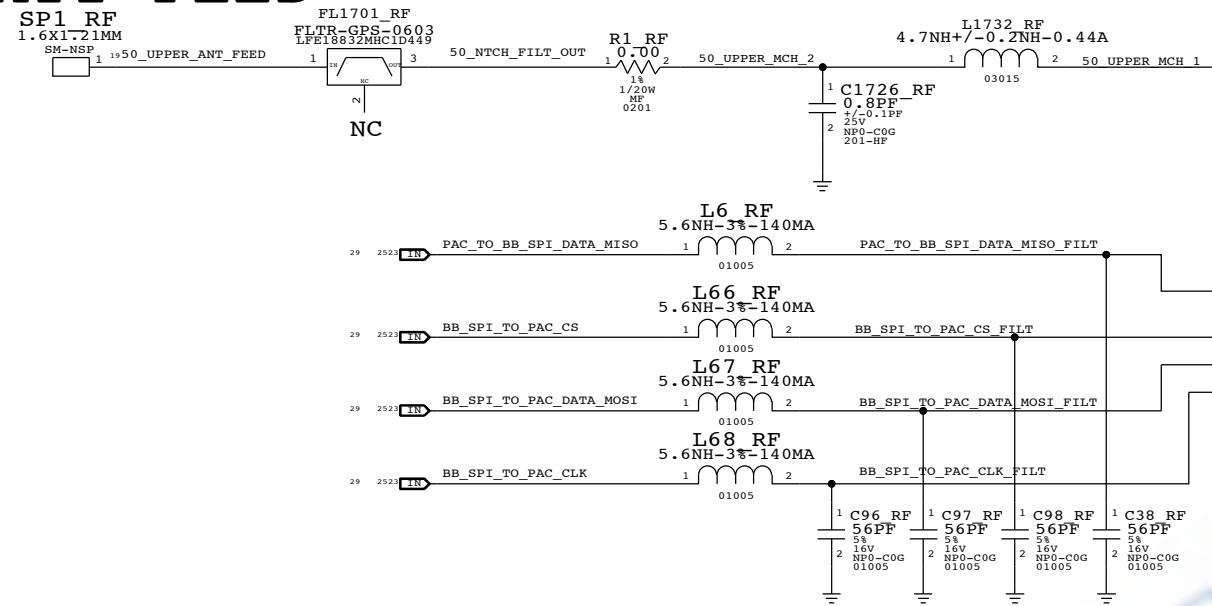 SP1_RF
1.6X1.21MM
SM-NSP
1
19 50_UPPER_ANT_FEED
FL1701_RF
FLTR-GPS-0603
LFE18832MHC1D449
1
IN
OUT
NC
3
2
NC
50_NTCH_FILT_OUT
R1_RF
0.00
1
2
1%
1/20W
MF
0201
50_UPPER_MCH_2
L1732_RF
4.7NH+/-0.2NH-0.44A
1
2
03015
50_UPPER_MCH_1
1
C1726_RF
0.8PF
+/-0.1PF
25V
2
NP0-C0G
201-HF
L6_RF
5.6NH-3%-140MA
29 2523 IN
PAC_TO_BB_SPI_DATA_MISO
1
2
PAC_TO_BB_SPI_DATA_MISO_FILT
01005
L66_RF
5.6NH-3%-140MA
29 2523 IN
BB_SPI_TO_PAC_CS
1
2
BB_SPI_TO_PAC_CS_FILT
01005
L67_RF
5.6NH-3%-140MA
29 2523 IN
BB_SPI_TO_PAC_DATA_MOSI
1
2
BB_SPI_TO_PAC_DATA_MOSI_FILT
01005
L68_RF
5.6NH-3%-140MA
29 2523 IN
BB_SPI_TO_PAC_CLK
1
2
BB_SPI_TO_PAC_CLK_FILT
01005
1
C96_RF
56PF
5%
16V
2
NP0-C0G
01005
1
C97_RF
56PF
5%
16V
2
NP0-C0G
01005
1
C98_RF
56PF
5%
16V
2
NP0-C0G
01005
1
C38_RF
56PF
5%
16V
2
NP0-C0G
01005